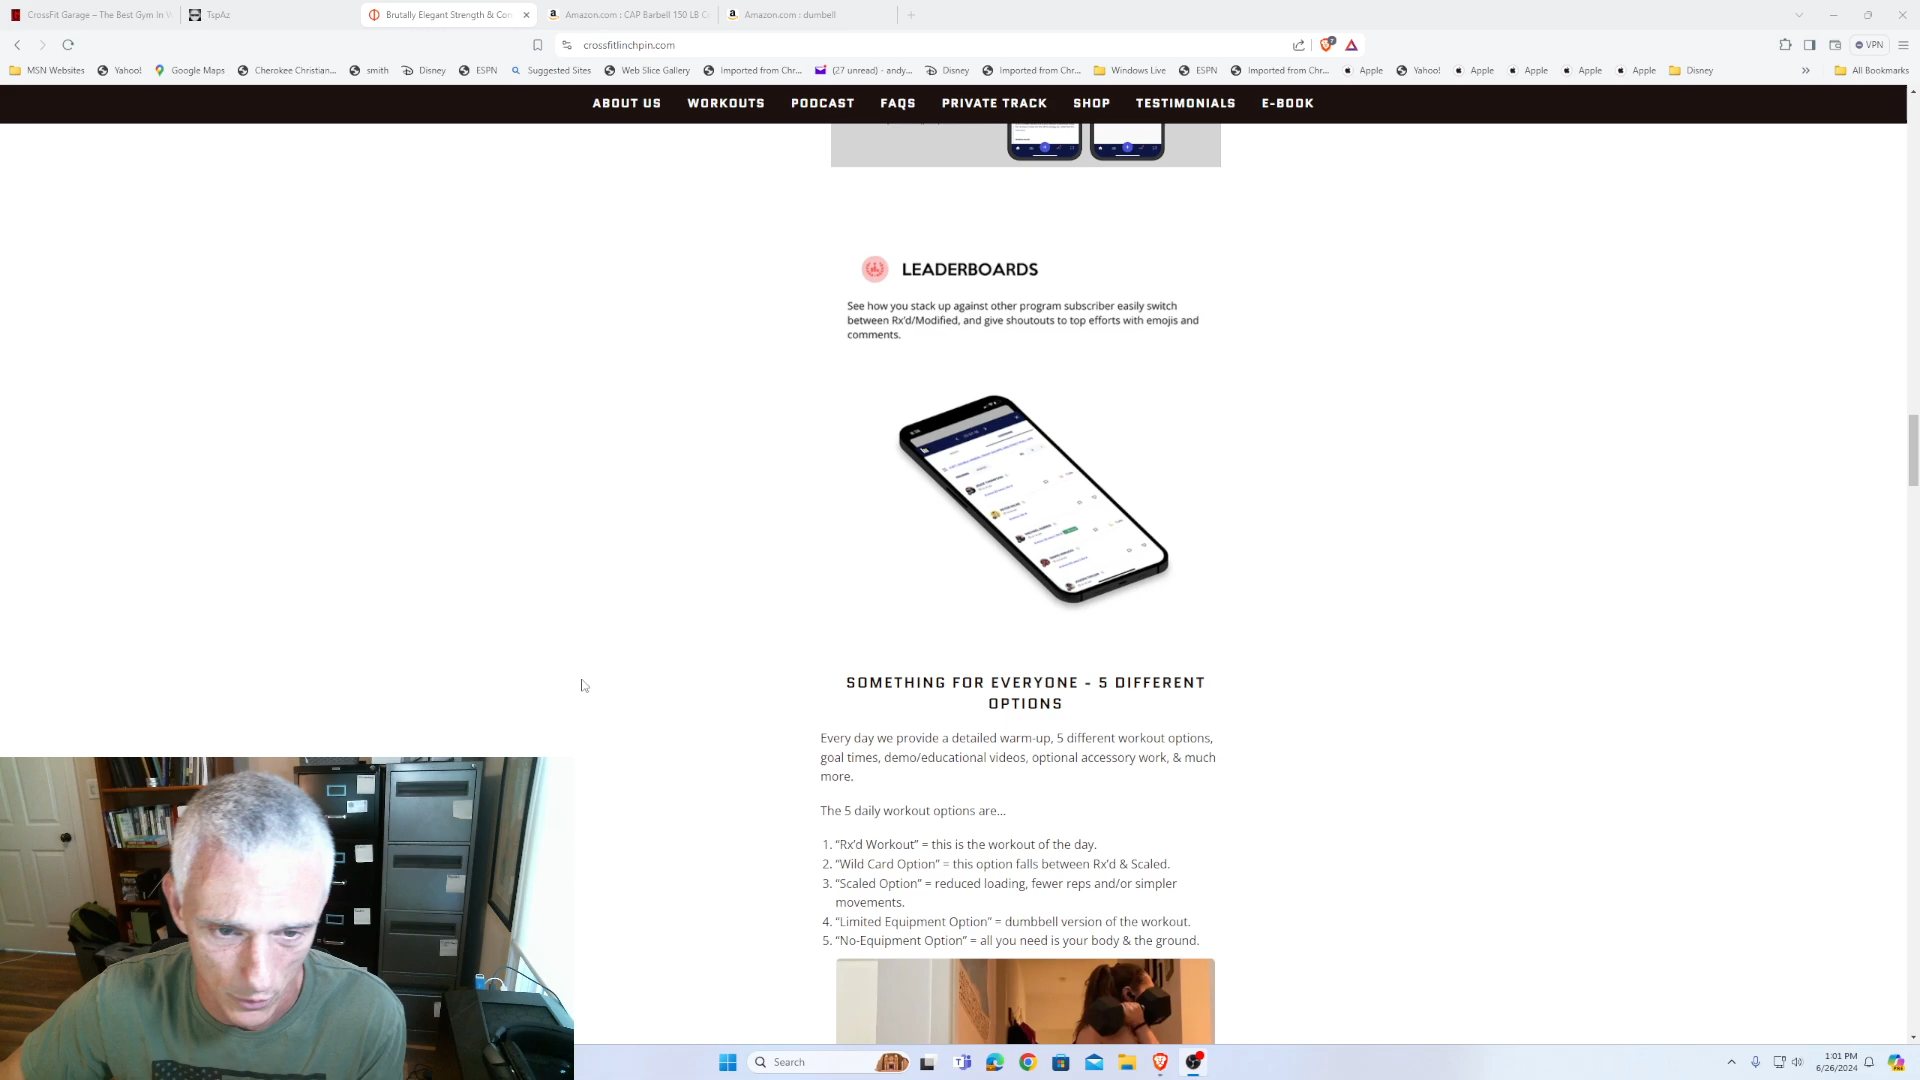 CrossFit Garage – The Best Gym In V
TspAz
Brutally Elegant Strength & Con
Amazon.com : CAP Barbell 150 LB C
Amazon.com : dumbell
crossfitlinchpin.com
7
VPN
MSN Websites
Yahoo!
Google Maps
Cherokee Christian...
smith
Disney
ESPN
Suggested Sites
Web Slice Gallery
Imported from Chr...
(27 unread) - andy...
Disney
Imported from Chr...
Windows Live
ESPN
Imported from Chr...
Apple
Yahoo!
Apple
Apple
Apple
Apple
Disney
All Bookmarks
ABOUT US
WORKOUTS
PODCAST
FAQS
PRIVATE TRACK
SHOP
TESTIMONIALS
E-BOOK
LEADERBOARDS
See how you stack up against other program subscriber easily switch
between Rx'd/Modified, and give shoutouts to top efforts with emojis and
comments.
SOMETHING FOR EVERYONE - 5 DIFFERENT
OPTIONS
Every day we provide a detailed warm-up, 5 different workout options,
goal times, demo/educational videos, optional accessory work, & much
more.
The 5 daily workout options are...
1. “Rx’d Workout” = this is the workout of the day.
2. “Wild Card Option” = this option falls between Rx’d & Scaled.
3. “Scaled Option” = reduced loading, fewer reps and/or simpler
movements.
4. “Limited Equipment Option” = dumbbell version of the workout.
5. “No-Equipment Option” = all you need is your body & the ground.
Search
1:01 PM
6/26/2024